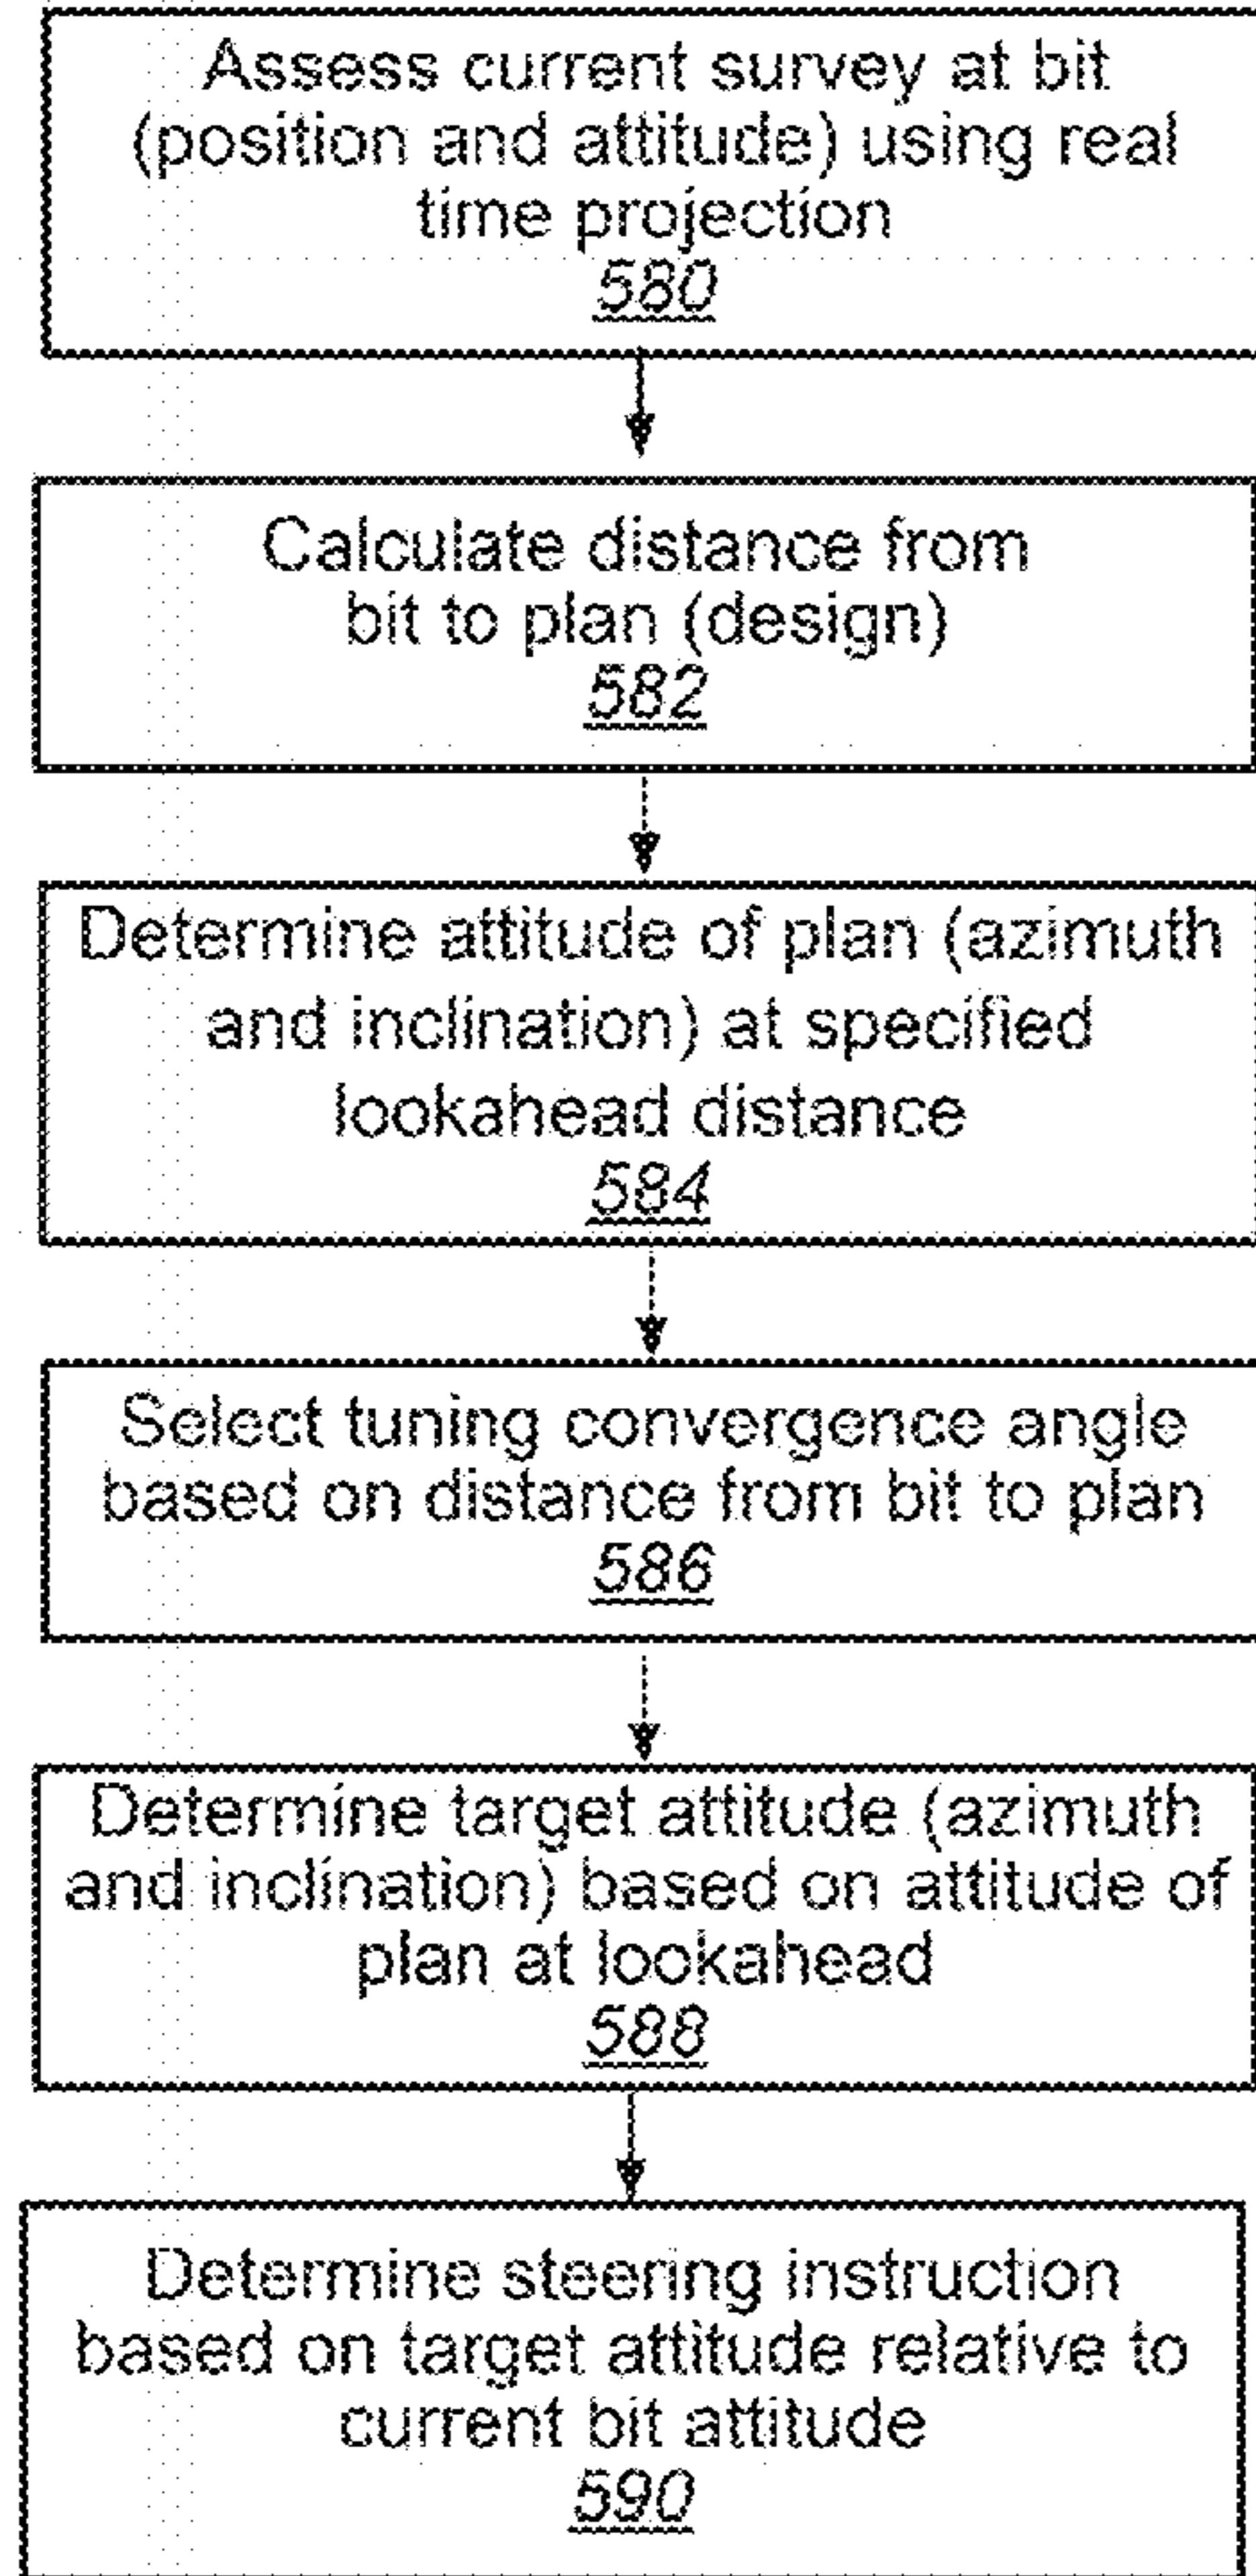 Assess current survey at bit
(position and attitude) using real
time projection
580
Calculate distance from
bit to plan (design)
582
Determine attitude of plan (azimuth
and inclination) at specified
lookahead distance
584
Select tuning convergence angle
based on distance from bit to plan
586
Determine target attitude (azimuth
and inclination) based on attitude of
plan at lookahead
588
Determine steering instruction
based on target attitude relative to
current bit attitude
590